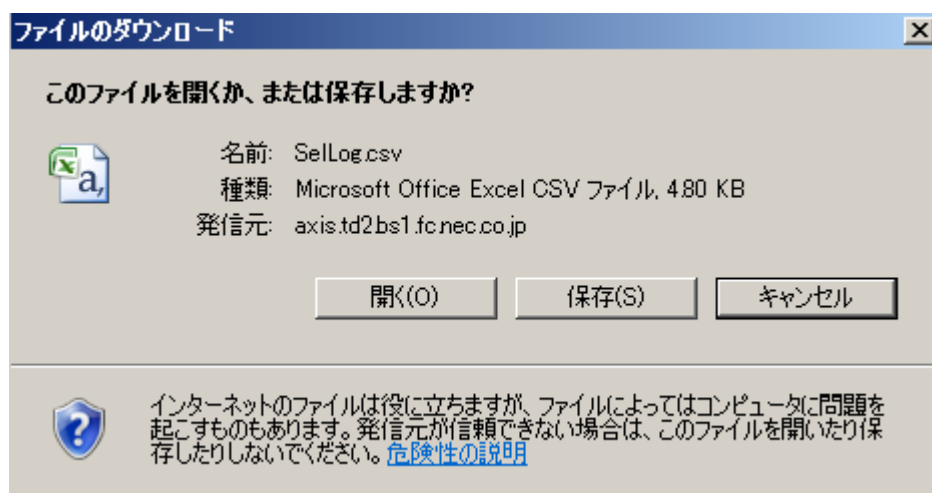 ファイルのダウンロード
このファイルを開くか、または保存しますか?
名前: SelLog.csv
種類: Microsoft Office Excel CSV ファイル, 4.80 KB
発信元: axis.td2.bs1.fc.nec.co.jp
開く(O) 保存(S) キャンセル
インターネットのファイルは役に立ちますが、ファイルによってはコンピュータに問題を
起こすものもあります。発信元が信頼できない場合は、このファイルを開いたり保
存したりしないでください。危険性の説明